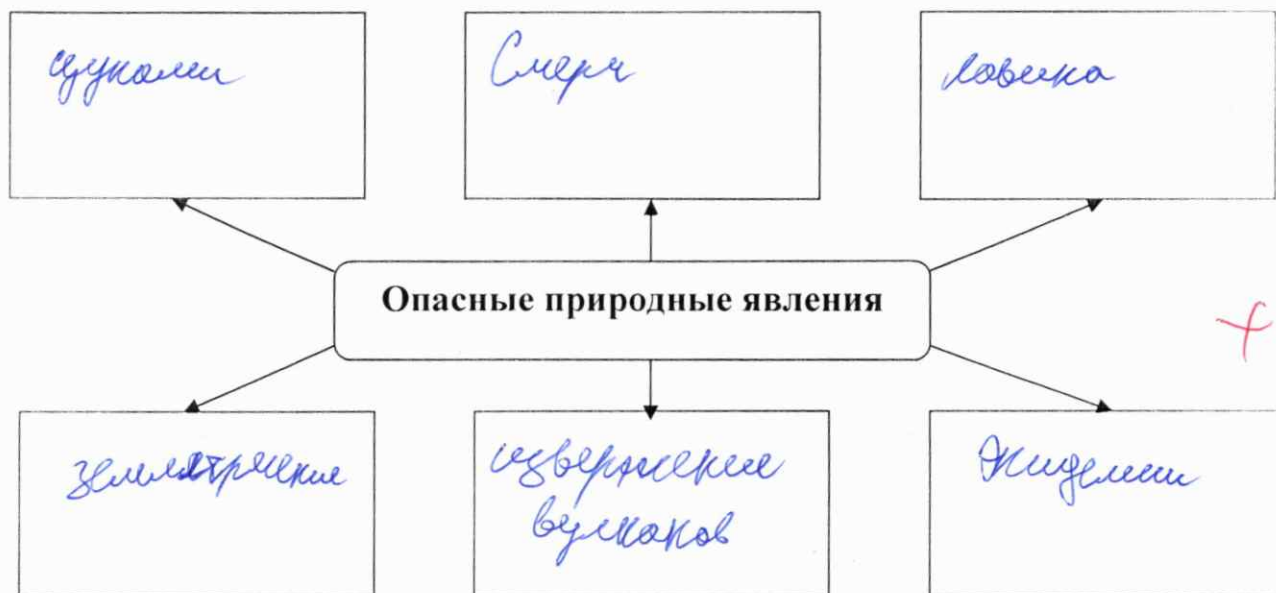 цунами
Смерч
лавина
Опасные природные явления
землетрясение
извержение
вулканов
Эпидемии